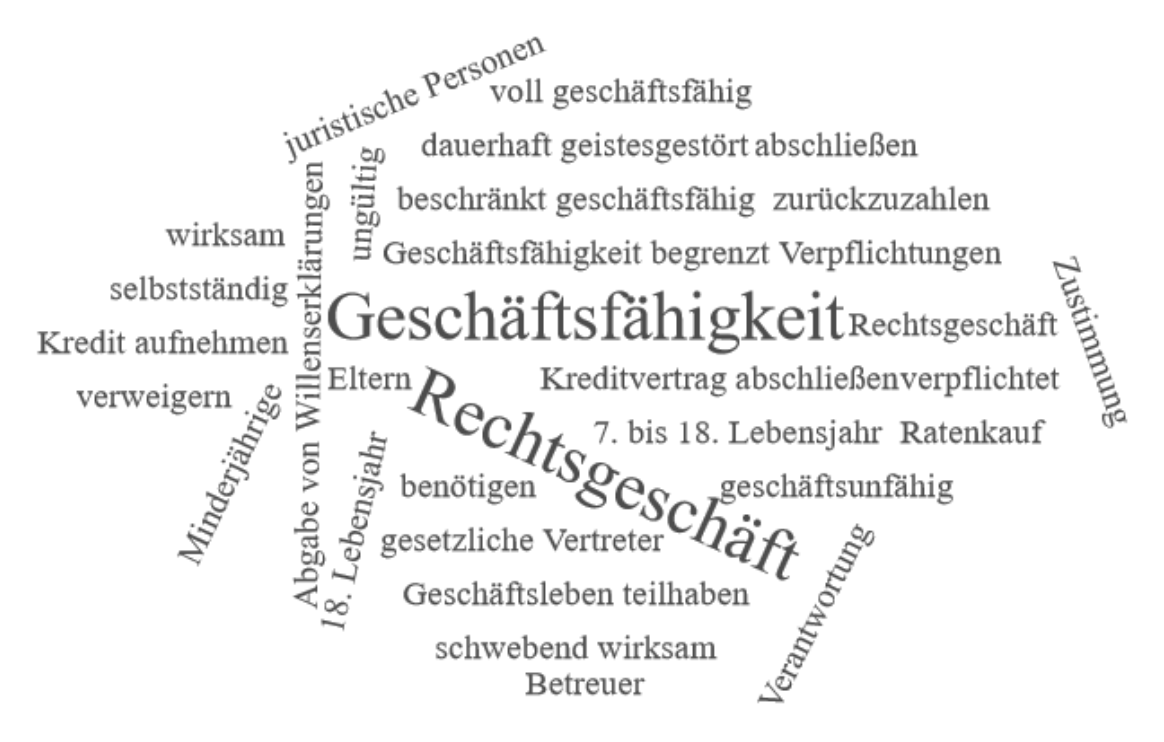 juristische Personen
voll geschäftsfähig
dauerhaft geistesgestört abschließen
ungültig
beschränkt geschäftsfähig zurückzuzahlen
wirksam
Geschäftsfähigkeit begrenzt Verpflichtungen
selbstständig
Abgabe von Willenserklärungen
Geschäftsfähigkeit
Rechtsgeschäft
Zustimmung
Kredit aufnehmen
Eltern
Kreditvertrag abschließenverpflichtet
verweigern
Minderjährige
Rechtsgeschäft
7. bis 18. Lebensjahr Ratenkauf
18. Lebensjahr
benötigen
geschäftsunfähig
gesetzliche Vertreter
Geschäftsleben teilhaben
Verantwortung
schwebend wirksam
Betreuer